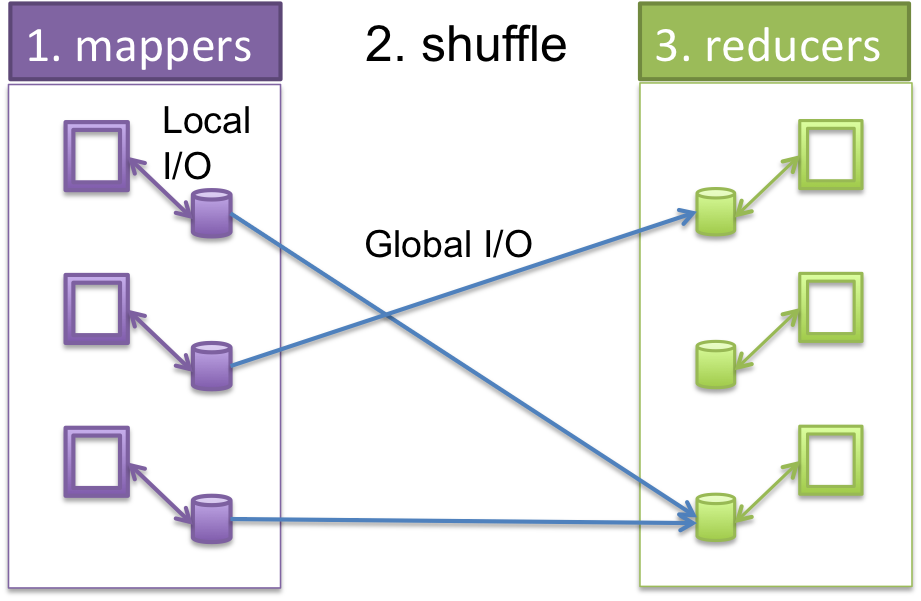 1. mappers
2. shuffle
3. reducers
Local
I/O
Global I/O